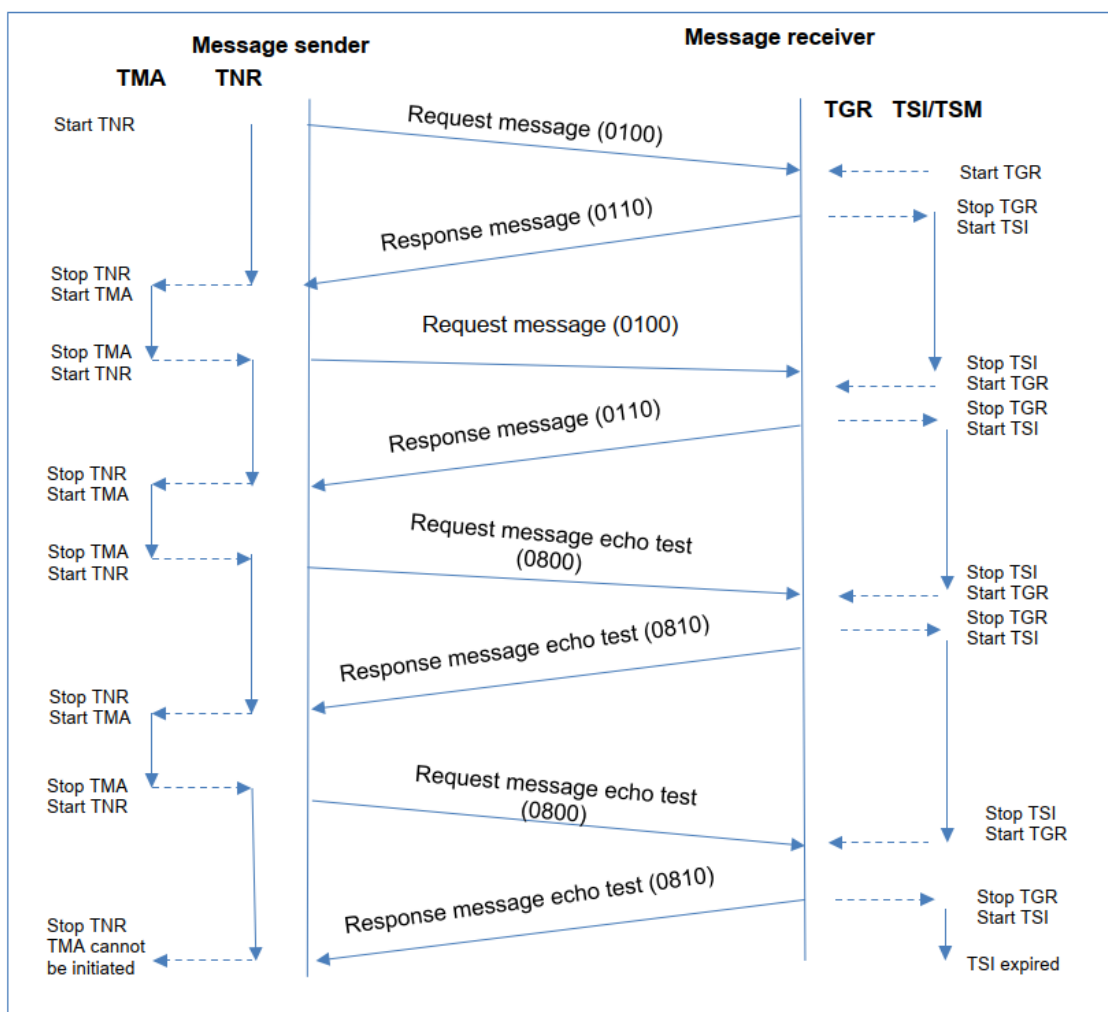 Message sender
Message receiver
TMA
TNR
TGR
TSI/TSM
Start TNR
Request message (0100)
Start TGR
Response message (0110)
Stop TGR
Start TSI
Stop TNR
Start TMA
Request message (0100)
Stop TMA
Start TNR
Stop TSI
Start TGR
Response message (0110)
Stop TGR
Start TSI
Stop TNR
Start TMA
Request message echo test
(0800)
Stop TMA
Start TNR
Stop TSI
Start TGR
Response message echo test (0810)
Stop TGR
Start TSI
Stop TNR
Start TMA
Request message echo test
(0800)
Stop TMA
Start TNR
Stop TSI
Start TGR
Response message echo test (0810)
Stop TGR
Start TSI
Stop TNR
TMA cannot
be initiated
TSI expired